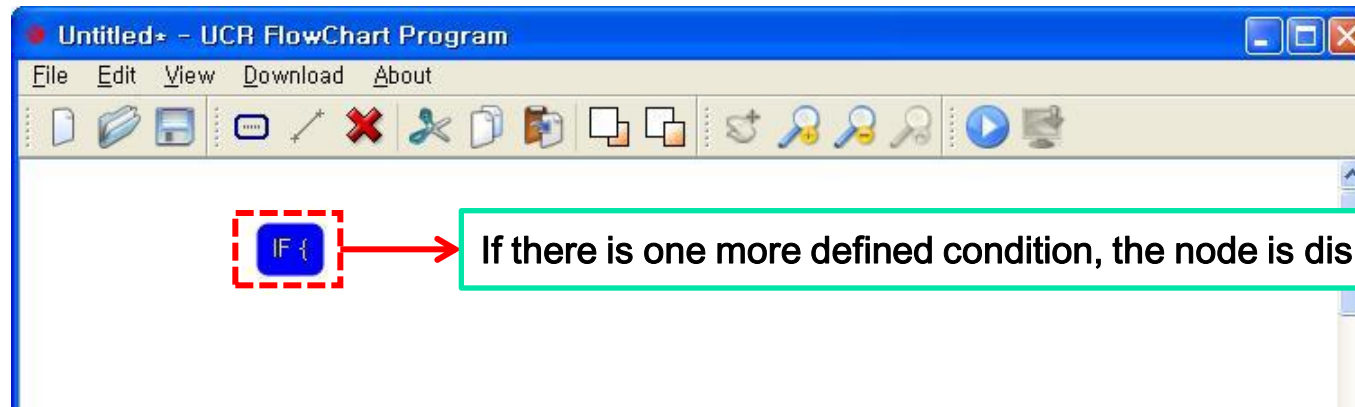 Untitled* - UCR FlowChart Program
File Edit View Download About
IF {
If there is one more defined condition, the node is dis